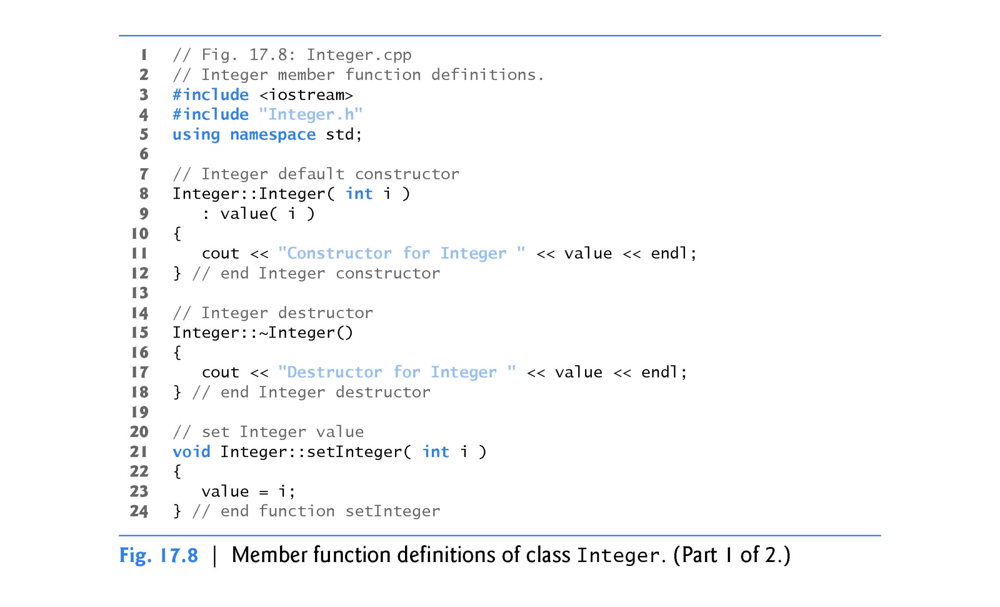 1 // Fig. 17.8: Integer.cpp
2 // Integer member function definitions.
3 #include <iostream>
4 #include "Integer.h"
5 using namespace std;
6
7 // Integer default constructor
8 Integer::Integer( int i )
9    : value( i )
10 {
11    cout << "Constructor for Integer " << value << endl;
12 } // end Integer constructor
13
14 // Integer destructor
15 Integer::~Integer()
16 {
17    cout << "Destructor for Integer " << value << endl;
18 } // end Integer destructor
19
20 // set Integer value
21 void Integer::setInteger( int i )
22 {
23    value = i;
24 } // end function setInteger
Fig. 17.8 | Member function definitions of class Integer. (Part 1 of 2.)